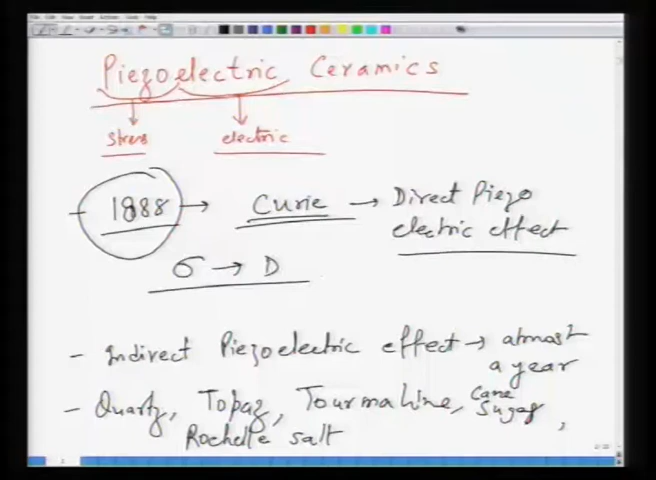 Piezoelectric Ceramics
stress electric
- 1888 → Curie → Direct Piezo
electric effect
σ → D
- Indirect Piezoelectric effect → atmost
a year
- Quartz, Topaz, Tourmaline, Cane
Sugar,
Rochelle salt